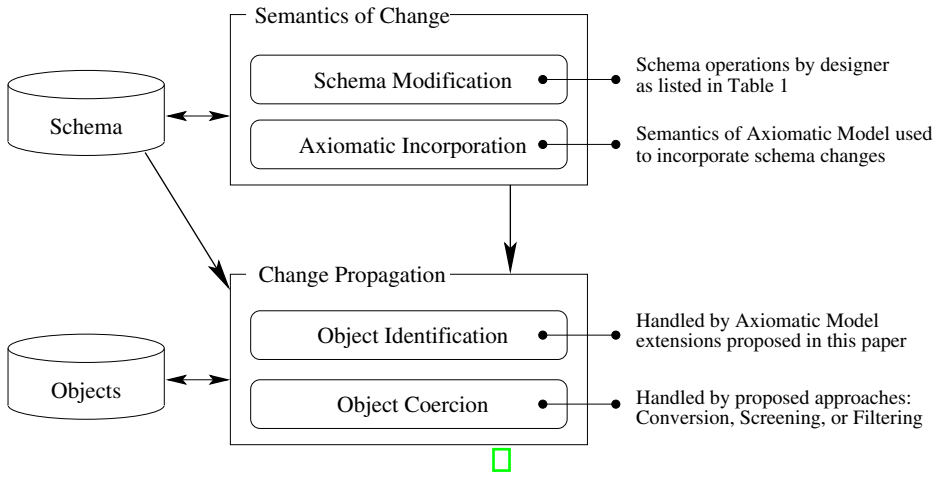 Semantics of Change
Schema Modification
Schema operations by designer
as listed in Table 1
Schema
Axiomatic Incorporation
Semantics of Axiomatic Model used
to incorporate schema changes
Change Propagation
Object Identification
Handled by Axiomatic Model
extensions proposed in this paper
Objects
Object Coercion
Handled by proposed approaches:
Conversion, Screening, or Filtering